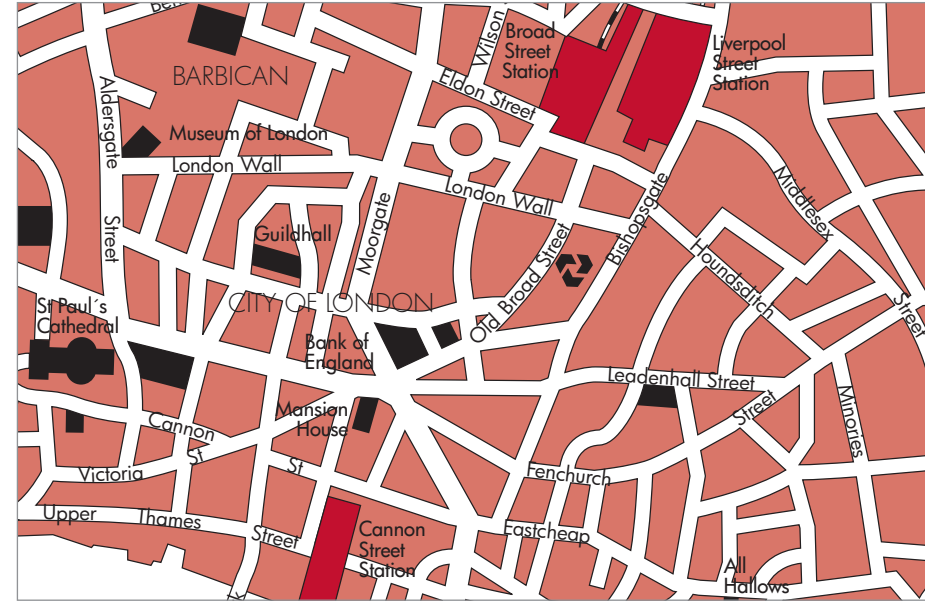 Wilson
Broad
Street
Station
Liverpool
Street
Station
BARBICAN
Eldon Street
Aldersgate
Street
Museum of London
London Wall
London Wall
Moorgate
Middlesex
Street
Guildhall
Bishopsgate
Houndsditch
Old Broad Street
CITY OF LONDON
St Paul´s
Cathedral
Bank of
England
Leadenhall Street
Mansion
House
Cannon
St
Street
Minories
Victoria
St
Fenchurch
Upper Thames
Street
Eastcheap
Cannon
Street
Station
All
Hallows